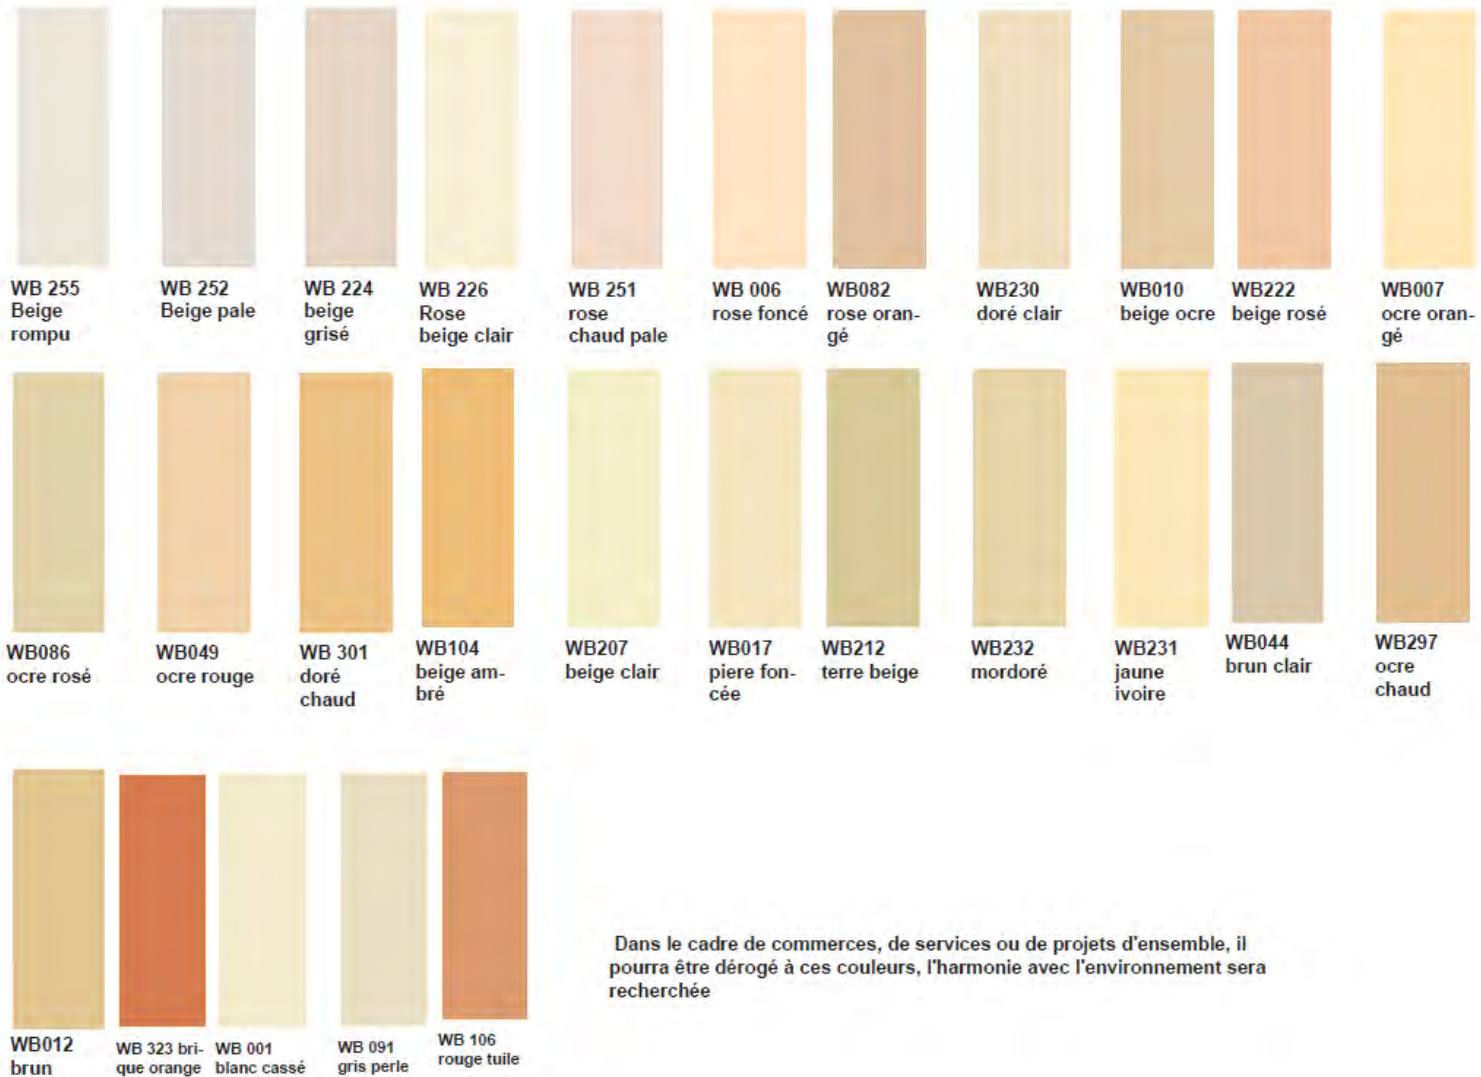 WB 255
Beige
rompu
WB 252
Beige pale
WB 224
beige
grisé
WB 226
Rose
beige clair
WB 251
rose
chaud pale
WB 006
rose foncé
WB082
rose oran-
gé
WB230
doré clair
WB010
beige ocre
WB222
beige rosé
WB007
ocre oran-
gé
WB086
ocre rosé
WB049
ocre rouge
WB 301
doré
chaud
WB104
beige am-
bré
WB207
beige clair
WB017
piere fon-
cée
WB212
terre beige
WB232
mordoré
WB231
jaune
ivoire
WB044
brun clair
WB297
ocre
chaud
WB012
brun
WB 323 bri-
que orange
WB 001
blanc cassé
WB 091
gris perle
WB 106
rouge tuile
Dans le cadre de commerces, de services ou de projets d'ensemble, il
pourra être dérogé à ces couleurs, l'harmonie avec l'environnement sera
recherchée